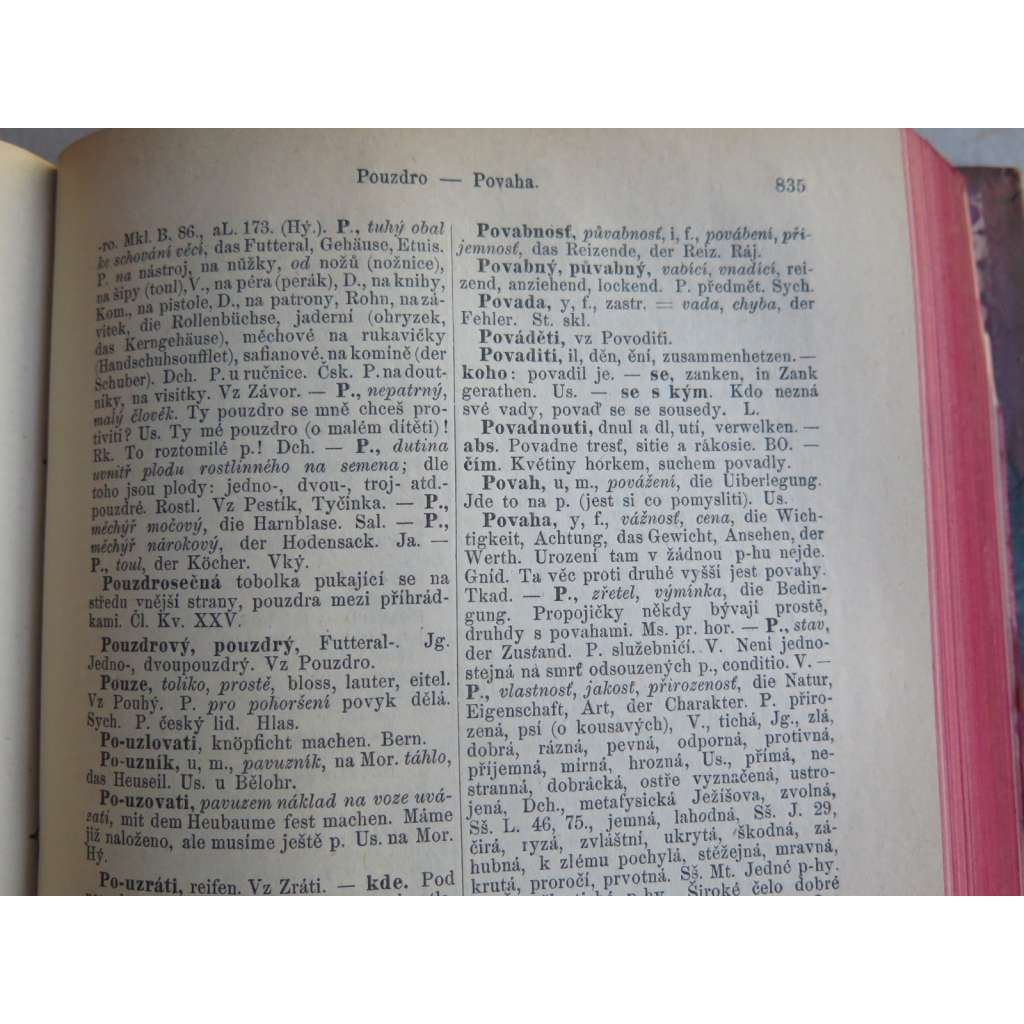 Pouzdro — Povaha.
835
-ro. Mkl. B. 86., aL. 173. (Hý.). P., tuhý obal
ke schování věcí, das Futteral, Gehäuse, Etuis.
P. na nástroj, na nůžky, od nožů (nožnice),
na šípy (toul), V., na péra (perák), D., na knihy,
Kom., na pistole, D., na patrony, Rohn, na zá-
vitek, die Rollenbüchse, jaderní (ohryzek,
das Kerngehäuse), měchové na rukavičky
(Handschuhsoufflet), safianové, na komíně (der
Schuber). Dch. P. u ručnice. Čsk. P. na dout-
níky, na visitky. Vz Závor. — P., nepatrný,
malý člověk. Ty pouzdro se mně chceš pro-
tiviti? Us. Ty mé pouzdro (o malém dítěti)!
Rk. To roztomilé p.! Dch. — P., dutina
uvnitř plodu rostlinného na semena; dle
toho jsou plody: jedno-, dvou-, troj- atd.-
pouzdré. Rostl. Vz Pestík, Tyčinka. — P.,
měchýř močový, die Harnblase. Sal. — P.,
měchýř nárokový, der Hodensack. Ja. —
P., toul, der Köcher. Vký.
Pouzdrosečná tobolka pukající se na
středu vnější strany, pouzdra mezi přihrád-
kami. Čl. Kv. XXV.
Pouzdrový, pouzdrý, Futteral-. Jg.
Jedno-, dvoupouzdrý. Vz Pouzdro.
Pouze, toliko, prostě, bloss, lauter, eitel.
Vz Pouhý. P. pro pohoršení povyk dělá.
Sych. P. český lid. Hlas.
Po-uzlovati, knöpficht machen. Bern.
Po-uzník, u, m., pavuzník, na Mor. táhlo,
das Heuseil. Us. u Bělohr.
Po-uzovati, pavuzem náklad na voze uvá-
zati, mit dem Heubaume fest machen. Máme
již naloženo, ale musíme ještě p. Us. na Mor.
Hý.
Po-uzráti, reifen. Vz Zráti. — kde. Pod
Povabnosť, půvabnosť, i, f., povábení, pří-
jemnosť, das Reizende, der Reiz. Ráj.
Povabný, půvabný, vabící, vnadící, rei-
zend, anziehend, lockend. P. předmět. Sych.
Povada, y, f., zastr. = vada, chyba, der
Fehler. St. skl.
Pováděti, vz Povoditi.
Povaditi, il, děn, ění, zusammenhetzen. —
koho: povadil je. — se, zanken, in Zank
gerathen. Us. — se s kým. Kdo nezná
své vady, povaď se se sousedy. L.
Povadnouti, dnul a dl, utí, verwelken. —
abs. Povadne tresť, sitie a rákosie. BO. —
čím. Květiny horkem, suchem povadly.
Povah, u, m., povážení, die Uiberlegung.
Jde to na p. (jest si co pomysliti). Us.
Povaha, y, f., vážnosť, cena, die Wich-
tigkeit, Achtung, das Gewicht, Ansehen, der
Werth. Urození tam v žádnou p-hu nejde.
Gníd. Ta věc proti druhé vyšší jest povahy.
Tkad. — P., zřetel, výmínka, die Bedin-
gung. Propojičky někdy bývají prostě,
druhdy s povahami. Ms. pr. hor. — P., stav,
der Zustand. P. služebničí. V. Není jedno-
stejná na smrť odsouzených p., conditio. V. —
P., vlastnosť, jakosť, přirozenosť, die Natur,
Eigenschaft, Art, der Charakter. P. přiro-
zená, psí (o kousavých), V., tichá, Jg., zlá,
dobrá, rázná, pevná, odporná, protivná,
příjemná, mírná, hrozná, Us., přímá, ne-
stranná, dobrácká, ostře vyznačená, ustro-
jená, Dch., metafysická Ježíšova, zvolná,
Sš. L. 46, 75., jemná, lahodná, Sš. J. 29,
čirá, ryzá, zvláštní, ukrytá, škodná, zá-
hubná, k zlému pochylá, stěžejná, mravná,
krutá, proročí, prvotná. Sš. Mt. Jedné p-hy.
p-hy. Široké čelo dobré